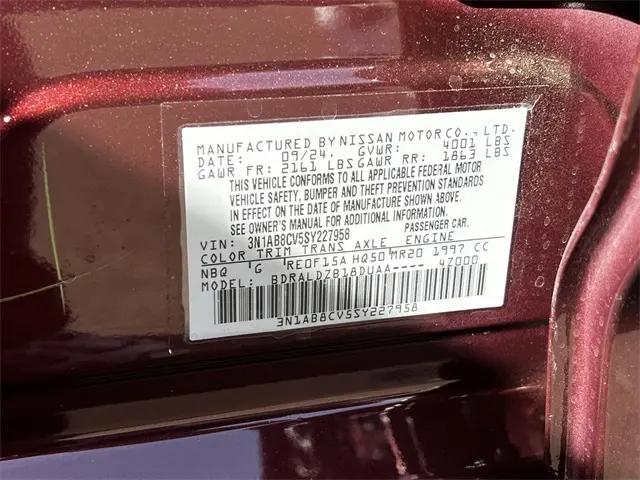 MANUFACTURED BY NISSAN MOTOR CO., LTD.
DATE: 09/24. GVWR: 4001 LBS
GAWR FR: 2161 LBS GAWR RR: 1863 LBS
THIS VEHICLE CONFORMS TO ALL APPLICABLE FEDERAL MOTOR
VEHICLE SAFETY, BUMPER AND THEFT PREVENTION STANDARDS
IN EFFECT ON THE DATE OF MANUFACTURE SHOWN ABOVE.
SEE OWNER'S MANUAL FOR ADDITIONAL INFORMATION.
VIN: 3N1AB8CV5SY227958 PASSENGER CAR.
COLOR TRIM TRANS AXLE ENGINE
NBQ G RE0F15A HQ50 MR20 1997 CC
MODEL: BDRALDZB18DUAA---- 4Z000
3N1AB8CV5SY227958